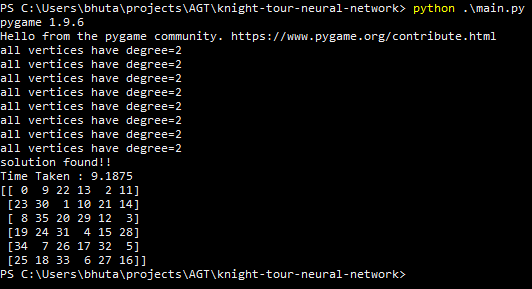 PS C:\Users\bhuta\projects\AGT\knight-tour-neural-network> python .\main.py
pygame 1.9.6
Hello from the pygame community. https://www.pygame.org/contribute.html
all vertices have degree=2
all vertices have degree=2
all vertices have degree=2
all vertices have degree=2
all vertices have degree=2
all vertices have degree=2
all vertices have degree=2
all vertices have degree=2
solution found!!
Time Taken : 9.1875
[[ 0  9 22 13  2 11]
 [23 30  1 10 21 14]
 [ 8 35 20 29 12  3]
 [19 24 31  4 15 28]
 [34  7 26 17 32  5]
 [25 18 33  6 27 16]]
PS C:\Users\bhuta\projects\AGT\knight-tour-neural-network>